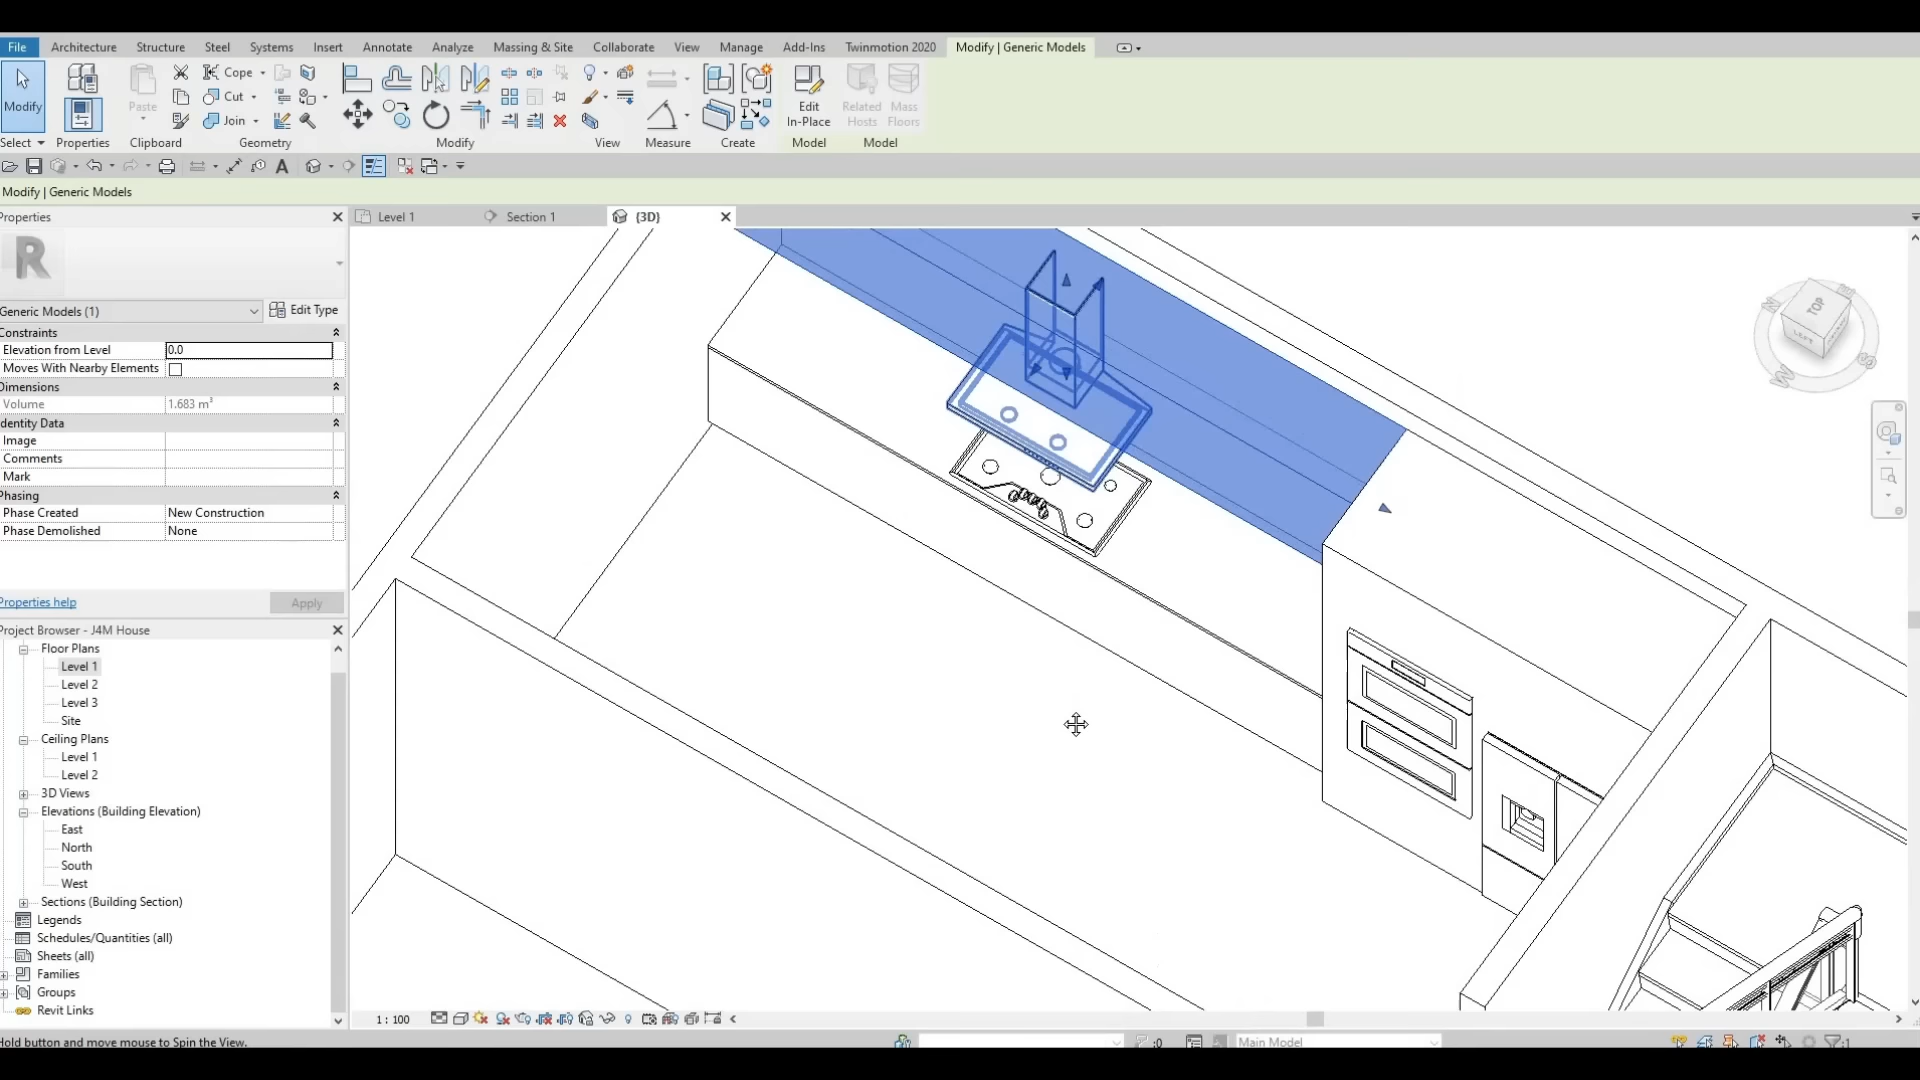 File Architecture Structure Steel Systems Insert Annotate Analyze Massing & Site Collaborate View Manage Add-Ins Twinmotion 2020 Modify | Generic Models
Modify
Paste
Cope
Cut
Join
Edit
In-Place
Related
Hosts
Mass
Floors
Select Properties Clipboard Geometry Modify View Measure Create Model Model
Modify | Generic Models
Properties
Level 1 Section 1 (3D)
R
Generic Models (1) Edit Type
Constraints
Elevation from Level 0.0
Moves With Nearby Elements
Dimensions
Volume 1.683 m³
Identity Data
Image
Comments
Mark
Phasing
Phase Created New Construction
Phase Demolished None
Properties help Apply
Project Browser - J4M House
Floor Plans
Level 1
Level 2
Level 3
Site
Ceiling Plans
Level 1
Level 2
3D Views
Elevations (Building Elevation)
East
North
South
West
Sections (Building Section)
Legends
Schedules/Quantities (all)
Sheets (all)
Families
Groups
Revit Links
TOP
LEFT
N
W
S
1 : 100
Hold button and move mouse to Spin the View.
:0
Main Model
:1